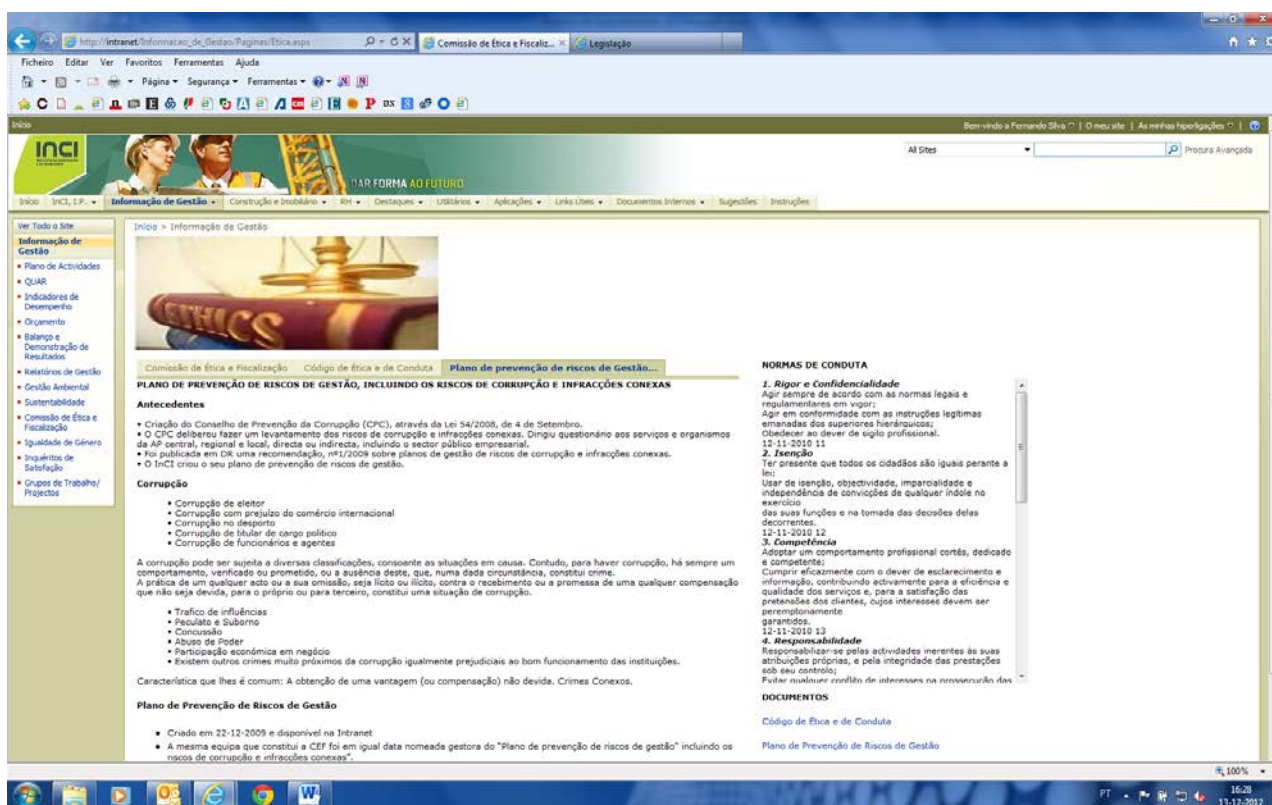 http://intranet/Informacao_de_Gestao/Paginas/Etica.aspx
Comissão de Ética e Fiscaliz...
Legislação
Ficheiro Editar Ver Favoritos Ferramentas Ajuda
Página Segurança Ferramentas
Início
Bem-vindo a Fernando Silva | O meu site | As minhas hiperligações |
INCI
DAR FORMA AO FUTURO
All Sites
Procura Avançada
Início InCI, I.P. Informação de Gestão Construção e Imobiliário RH Destaques Utilitários Aplicações Links Úteis Documentos Internos Sugestões Instruções
Ver Todo o Site
Informação de
Gestão
Plano de Actividades
QUAR
Indicadores de
Desempenho
Orçamento
Balanço e
Demonstração de
Resultados
Relatórios de Gestão
Gestão Ambiental
Sustentabilidade
Comissão de Ética e
Fiscalização
Igualdade de Género
Inquéritos de
Satisfação
Grupos de Trabalho/
Projectos
Início > Informação de Gestão
ETHICS
Comissão de Ética e Fiscalização Código de Ética e de Conduta Plano de prevenção de riscos de Gestão...
PLANO DE PREVENÇÃO DE RISCOS DE GESTÃO, INCLUINDO OS RISCOS DE CORRUPÇÃO E INFRACÇÕES CONEXAS
Antecedentes
• Criação do Conselho de Prevenção da Corrupção (CPC), através da Lei 54/2008, de 4 de Setembro.
• O CPC deliberou fazer um levantamento dos riscos de corrupção e infracções conexas. Dirigiu questionário aos serviços e organismos
da AP central, regional e local, directa ou indirecta, incluindo o sector público empresarial.
• Foi publicada em DR uma recomendação, nº1/2009 sobre planos de gestão de riscos de corrupção e infracções conexas.
• O InCI criou o seu plano de prevenção de riscos de gestão.
Corrupção
• Corrupção de eleitor
• Corrupção com prejuízo do comércio internacional
• Corrupção no desporto
• Corrupção de titular de cargo politico
• Corrupção de funcionários e agentes
A corrupção pode ser sujeita a diversas classificações, consoante as situações em causa. Contudo, para haver corrupção, há sempre um
comportamento, verificado ou prometido, ou a ausência deste, que, numa dada circunstância, constitui crime.
A prática de um qualquer acto ou a sua omissão, seja lícito ou ilícito, contra o recebimento ou a promessa de uma qualquer compensação
que não seja devida, para o próprio ou para terceiro, constitui uma situação de corrupção.
• Trafico de influências
• Peculato e Suborno
• Concussão
• Abuso de Poder
• Participação económica em negócio
• Existem outros crimes muito próximos da corrupção igualmente prejudiciais ao bom funcionamento das instituições.
Característica que lhes é comum: A obtenção de uma vantagem (ou compensação) não devida. Crimes Conexos.
Plano de Prevenção de Riscos de Gestão
• Criado em 22-12-2009 e disponivel na Intranet
• A mesma equipa que constitui a CEF foi em igual data nomeada gestora do "Plano de prevenção de riscos de gestão" incluindo os
riscos de corrupção e infracções conexas".
NORMAS DE CONDUTA
1. Rigor e Confidencialidade
Agir sempre de acordo com as normas legais e
regulamentares em vigor;
Agir em conformidade com as instruções legítimas
emanadas dos superiores hierárquicos;
Obedecer ao dever de sigilo profissional.
12-11-2010 11
2. Isenção
Ter presente que todos os cidadãos são iguais perante a
lei;
Usar de isenção, objectividade, imparcialidade e
independência de convicções de qualquer índole no
exercício
das suas funções e na tomada das decisões delas
decorrentes.
12-11-2010 12
3. Competência
Adoptar um comportamento profissional cortês, dedicado
e competente;
Cumprir eficazmente com o dever de esclarecimento e
informação, contribuindo activamente para a eficiência e
qualidade dos serviços e, para a satisfação das
pretensões dos clientes, cujos interesses devem ser
peremptoriamente
garantidos.
12-11-2010 13
4. Responsabilidade
Responsabilizar-se pelas actividades inerentes às suas
atribuições próprias, e pela integridade das prestações
sob seu controlo;
Evitar qualquer conflito de interesses na prossecução das
DOCUMENTOS
Código de Ética e de Conduta
Plano de Prevenção de Riscos de Gestão
100%
PT
16:28
13-12-2012